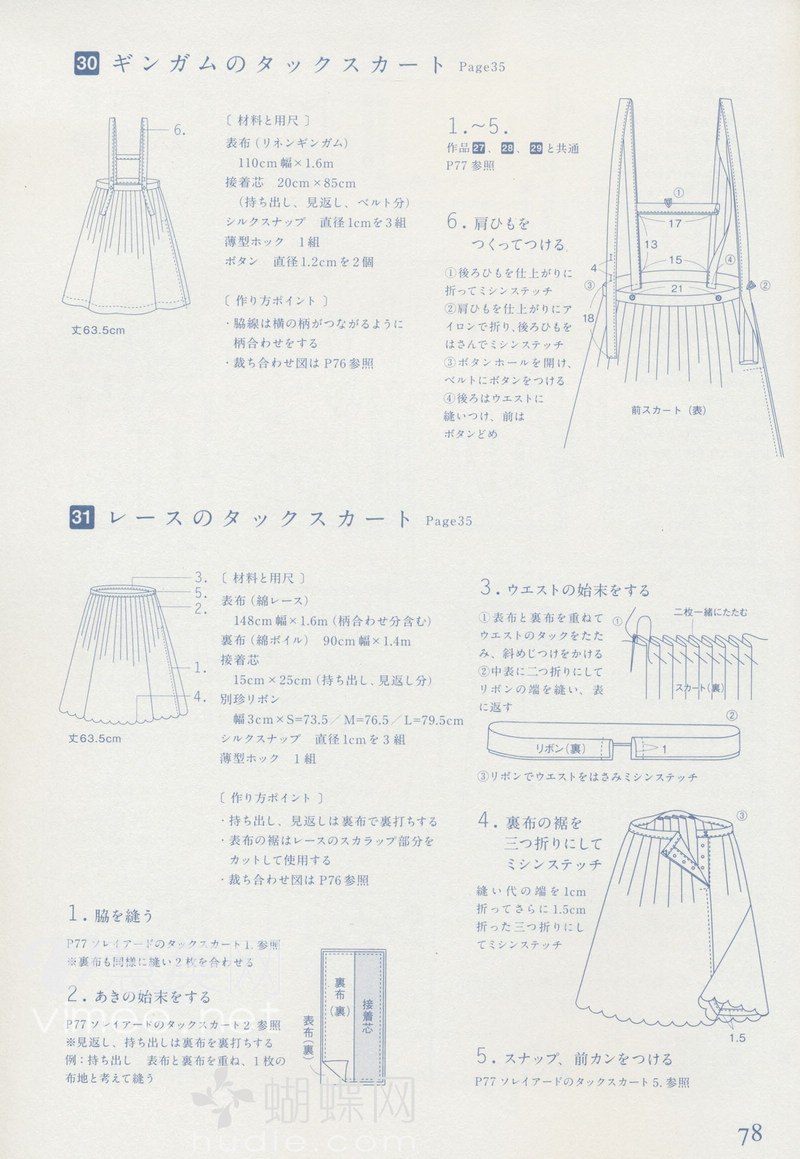 30 ギンガムのタックスカート Page35
6.
丈63.5cm
〔 材料と用尺 〕
表布（リネンギンガム）
110cm幅×1.6m
接着芯　20cm×85cm
（持ち出し、見返し、ベルト分）
シルクスナップ　直径1cmを3組
薄型ホック　1組
ボタン　直径1.2cmを2個
〔 作り方ポイント 〕
・脇線は横の柄がつながるように
柄合わせをする
・裁ち合わせ図はP76参照
1.〜5.
作品27、28、29と共通
P77参照
6. 肩ひもを
つくってつける
①後ろひもを仕上がりに
折ってミシンステッチ
②肩ひもを仕上がりにア
イロンで折り、後ろひもを
はさんでミシンステッチ
③ボタンホールを開け、
ベルトにボタンをつける
④後ろはウエストに
縫いつけ、前は
ボタンどめ
①
17
13
15
④
4
③
21
②
18
前スカート（表）
31 レースのタックスカート Page35
3.
5.
2.
1.
4.
丈63.5cm
〔 材料と用尺 〕
表布（綿レース）
148cm幅×1.6m（柄合わせ分含む）
裏布（綿ボイル）　90cm幅×1.4m
接着芯
15cm×25cm（持ち出し、見返し分）
別珍リボン
幅3cm×S=73.5／M=76.5／L=79.5cm
シルクスナップ　直径1cmを3組
薄型ホック　1組
〔 作り方ポイント 〕
・持ち出し、見返しは裏布で裏打ちする
・表布の裾はレースのスカラップ部分を
カットして使用する
・裁ち合わせ図はP76参照
1. 脇を縫う
P77ソレイアードのタックスカート1.参照
※裏布も同様に縫い2枚を合わせる
2. あきの始末をする
P77ソレイアードのタックスカート2.参照
※見返し、持ち出しは裏布を裏打ちする
例：持ち出し　表布と裏布を重ね、1枚の
布地と考えて縫う
裏布（裏）
接着芯
表布（裏）
3. ウエストの始末をする
①表布と裏布を重ねて
ウエストのタックをたた
み、斜めじつけをかける
②中表に二つ折りにして
リボンの端を縫い、表
に返す
①
二枚一緒にたたむ
スカート（裏）
②
リボン（裏）
1
③リボンでウエストをはさみミシンステッチ
4. 裏布の裾を
三つ折りにして
ミシンステッチ
縫い代の端を1cm
折ってさらに1.5cm
折った三つ折りにし
てミシンステッチ
③
1.5
5. スナップ、前カンをつける
P77ソレイアードのタックスカート5.参照
vimoo.net
蝴蝶网
hudie.com
78